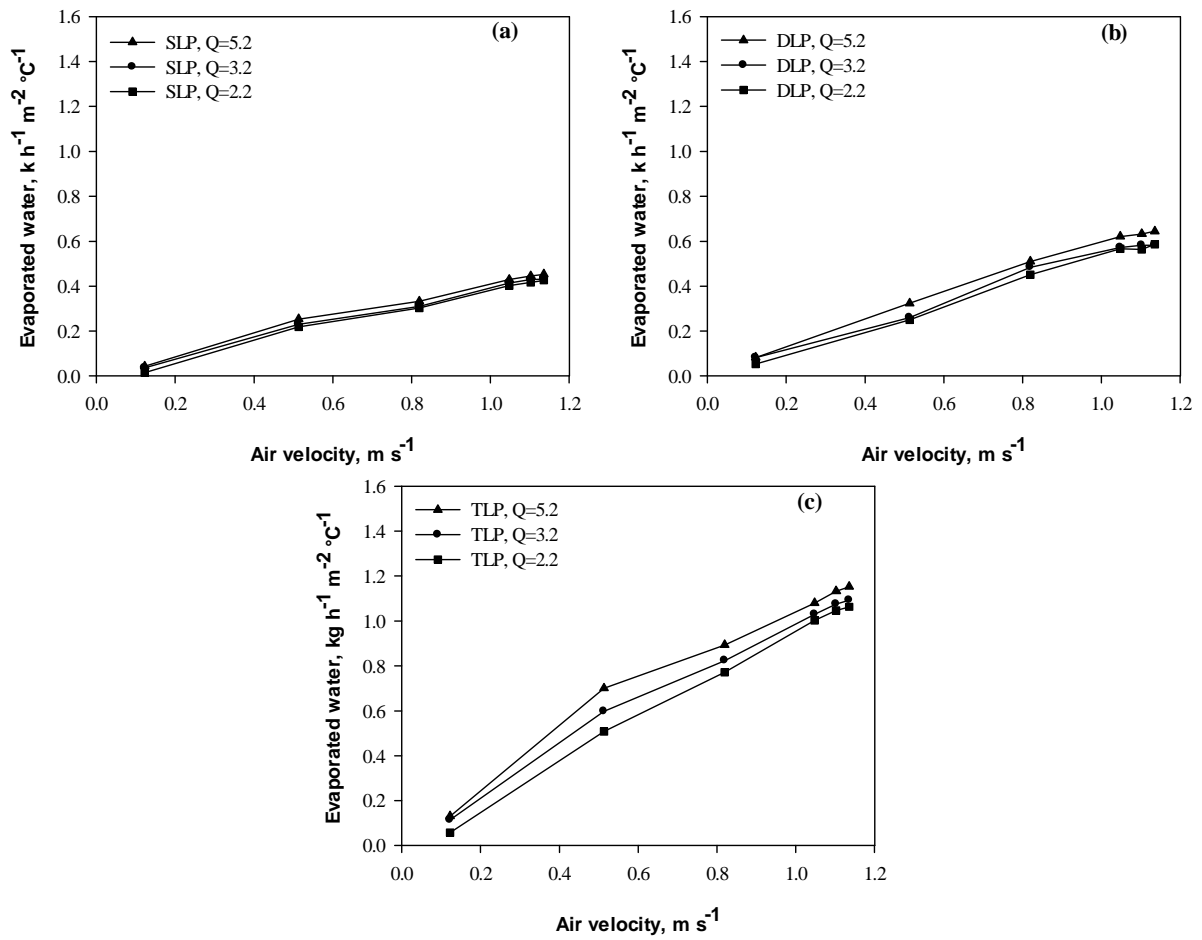 (a)
SLP, Q=5.2
SLP, Q=3.2
SLP, Q=2.2
Evaporated water, k h⁻¹ m⁻² °C⁻¹
1.6
1.4
1.2
1.0
0.8
0.6
0.4
0.2
0.0
0.0 0.2 0.4 0.6 0.8 1.0 1.2
Air velocity, m s⁻¹
(b)
DLP, Q=5.2
DLP, Q=3.2
DLP, Q=2.2
Evaporated water, k h⁻¹ m⁻² °C⁻¹
1.6
1.4
1.2
1.0
0.8
0.6
0.4
0.2
0.0
0.0 0.2 0.4 0.6 0.8 1.0 1.2
Air velocity, m s⁻¹
(c)
TLP, Q=5.2
TLP, Q=3.2
TLP, Q=2.2
Evaporated water, kg h⁻¹ m⁻² °C⁻¹
1.6
1.4
1.2
1.0
0.8
0.6
0.4
0.2
0.0
0.0 0.2 0.4 0.6 0.8 1.0 1.2
Air velocity, m s⁻¹